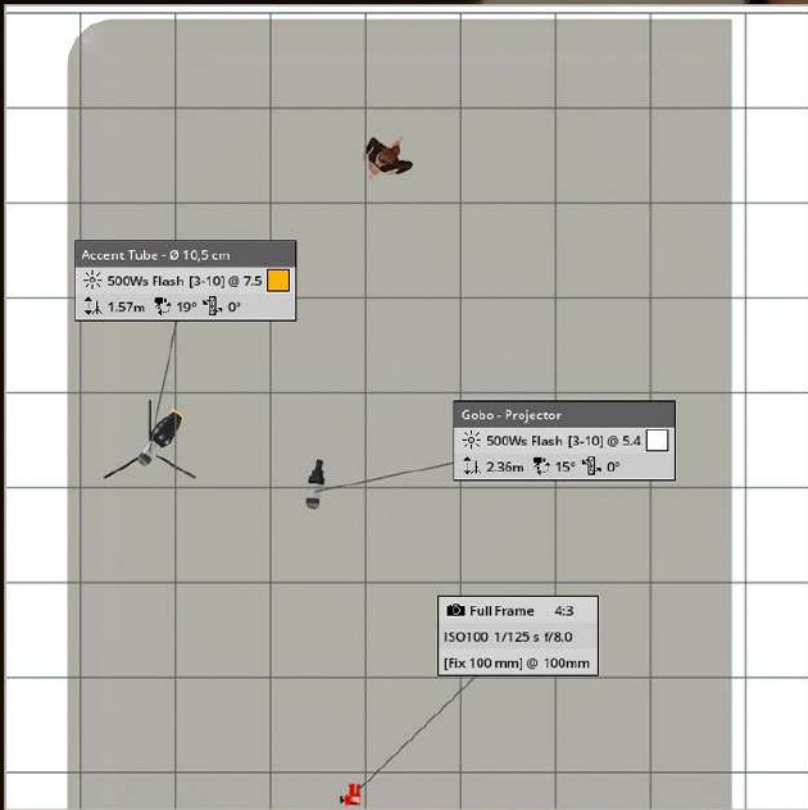 Accent Tube - Ø 10,5 cm
500Ws Flash [3-10] @ 7.5
1.57m 19° 0°
Gobo - Projector
500Ws Flash [3-10] @ 5.4
2.36m 15° 0°
Full Frame 4:3
ISO100 1/125 s f/8.0
[Fix 100 mm] @ 100mm